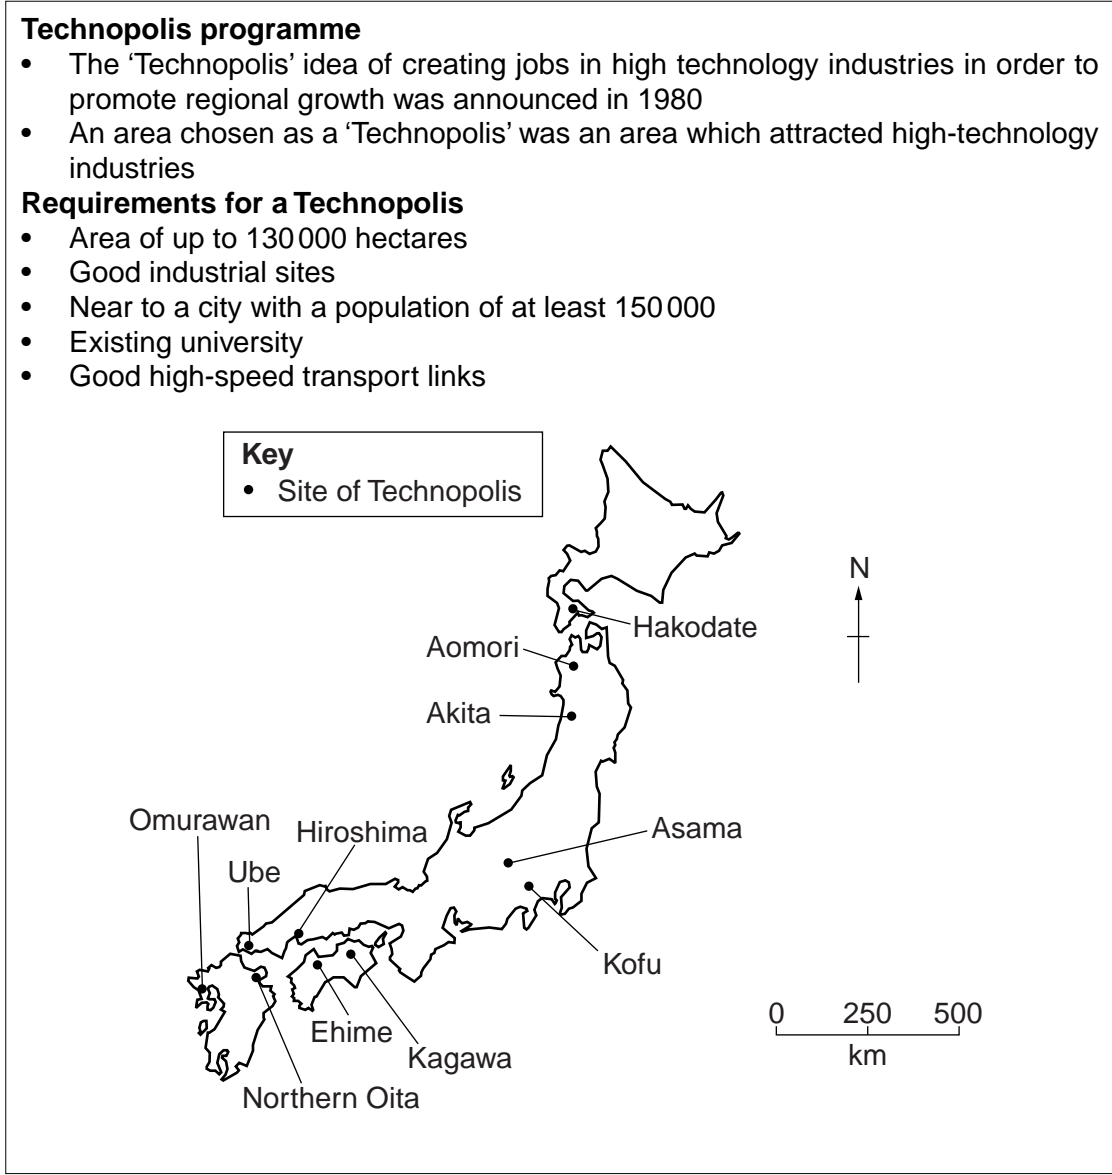 Technopolis programme
• The ‘Technopolis’ idea of creating jobs in high technology industries in order to
promote regional growth was announced in 1980
• An area chosen as a ‘Technopolis’ was an area which attracted high-technology
industries
Requirements for a Technopolis
• Area of up to 130 000 hectares
• Good industrial sites
• Near to a city with a population of at least 150 000
• Existing university
• Good high-speed transport links
Key
• Site of Technopolis
N
Hakodate
Aomori
Akita
Omurawan
Hiroshima
Asama
Ube
Kofu
Ehime
Kagawa
Northern Oita
0 250 500
km